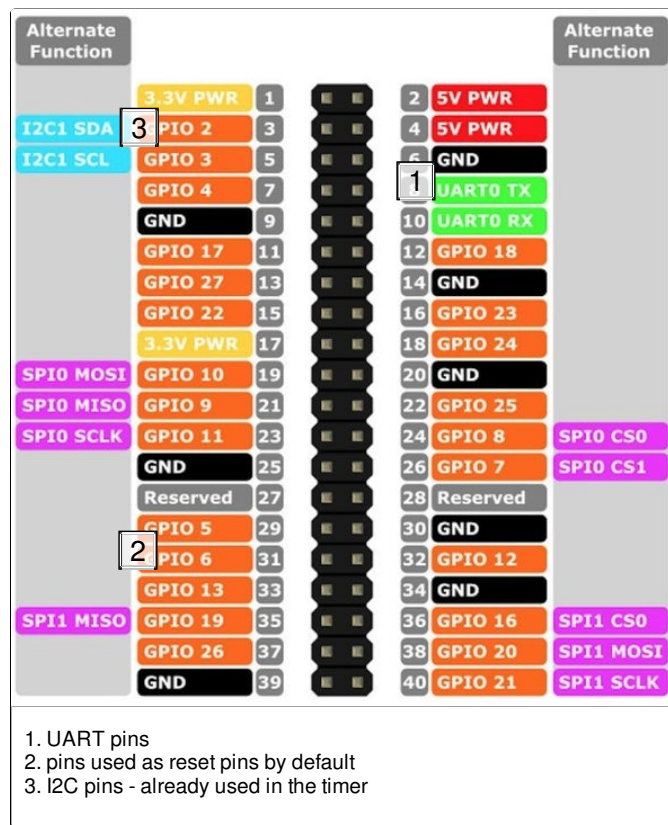 Alternate Function Alternate Function
3.3V PWR 1 2 5V PWR
I2C1 SDA 3 GPIO 2 3 4 5V PWR
I2C1 SCL GPIO 3 5 6 GND
GPIO 4 7 1 UART0 TX
GND 9 10 UART0 RX
GPIO 17 11 12 GPIO 18
GPIO 27 13 14 GND
GPIO 22 15 16 GPIO 23
3.3V PWR 17 18 GPIO 24
SPI0 MOSI GPIO 10 19 20 GND
SPI0 MISO GPIO 9 21 22 GPIO 25
SPI0 SCLK GPIO 11 23 24 GPIO 8 SPI0 CS0
GND 25 26 GPIO 7 SPI0 CS1
Reserved 27 28 Reserved
GPIO 5 29 30 GND
2 GPIO 6 31 32 GPIO 12
GPIO 13 33 34 GND
SPI1 MISO GPIO 19 35 36 GPIO 16 SPI1 CS0
GPIO 26 37 38 GPIO 20 SPI1 MOSI
GND 39 40 GPIO 21 SPI1 SCLK
1. UART pins
2. pins used as reset pins by default
3. I2C pins - already used in the timer